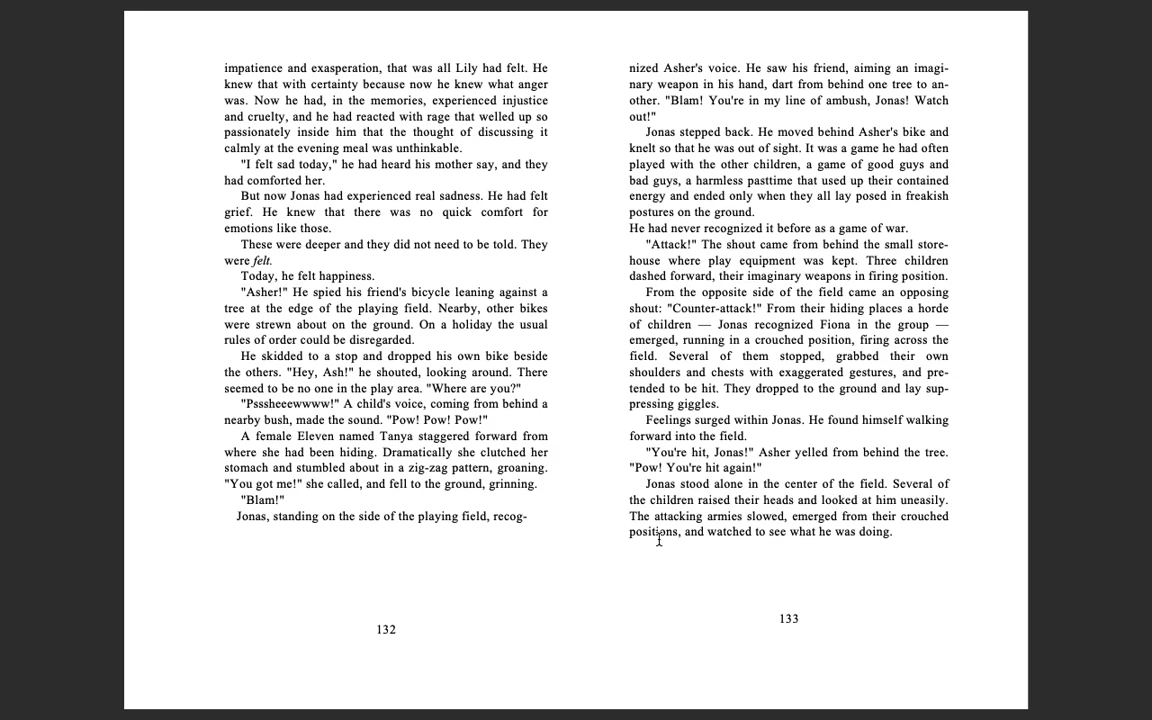 impatience and exasperation, that was all Lily had felt. He
knew that with certainty because now he knew what anger
was. Now he had, in the memories, experienced injustice
and cruelty, and he had reacted with rage that welled up so
passionately inside him that the thought of discussing it
calmly at the evening meal was unthinkable.
"I felt sad today," he had heard his mother say, and they
had comforted her.
But now Jonas had experienced real sadness. He had felt
grief. He knew that there was no quick comfort for
emotions like those.
These were deeper and they did not need to be told. They
were felt.
Today, he felt happiness.
"Asher!" He spied his friend's bicycle leaning against a
tree at the edge of the playing field. Nearby, other bikes
were strewn about on the ground. On a holiday the usual
rules of order could be disregarded.
He skidded to a stop and dropped his own bike beside
the others. "Hey, Ash!" he shouted, looking around. There
seemed to be no one in the play area. "Where are you?"
"Psssheeewwww!" A child's voice, coming from behind a
nearby bush, made the sound. "Pow! Pow! Pow!"
A female Eleven named Tanya staggered forward from
where she had been hiding. Dramatically she clutched her
stomach and stumbled about in a zig-zag pattern, groaning.
"You got me!" she called, and fell to the ground, grinning.
"Blam!"
Jonas, standing on the side of the playing field, recog-
132
nized Asher's voice. He saw his friend, aiming an imagi-
nary weapon in his hand, dart from behind one tree to an-
other. "Blam! You're in my line of ambush, Jonas! Watch
out!"
Jonas stepped back. He moved behind Asher's bike and
knelt so that he was out of sight. It was a game he had often
played with the other children, a game of good guys and
bad guys, a harmless pasttime that used up their contained
energy and ended only when they all lay posed in freakish
postures on the ground.
He had never recognized it before as a game of war.
"Attack!" The shout came from behind the small store-
house where play equipment was kept. Three children
dashed forward, their imaginary weapons in firing position.
From the opposite side of the field came an opposing
shout: "Counter-attack!" From their hiding places a horde
of children — Jonas recognized Fiona in the group —
emerged, running in a crouched position, firing across the
field. Several of them stopped, grabbed their own
shoulders and chests with exaggerated gestures, and pre-
tended to be hit. They dropped to the ground and lay sup-
pressing giggles.
Feelings surged within Jonas. He found himself walking
forward into the field.
"You're hit, Jonas!" Asher yelled from behind the tree.
"Pow! You're hit again!"
Jonas stood alone in the center of the field. Several of
the children raised their heads and looked at him uneasily.
The attacking armies slowed, emerged from their crouched
positions, and watched to see what he was doing.
133